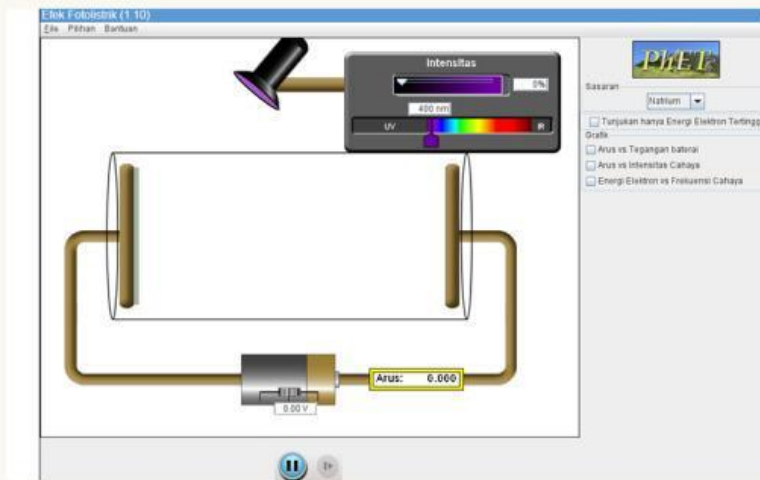 Efek Fotolistrik (1.10)
File Pilihan Bantuan
Intensitas
0%
400 nm
UV IR
PhET
Sasaran
Natrium
Tunjukan hanya Energi Elektron Tertingg
Grafik
Arus vs Tegangan baterai
Arus vs Intensitas Cahaya
Energi Elektron vs Frekuensi Cahaya
Arus: 0.000
0.00 V